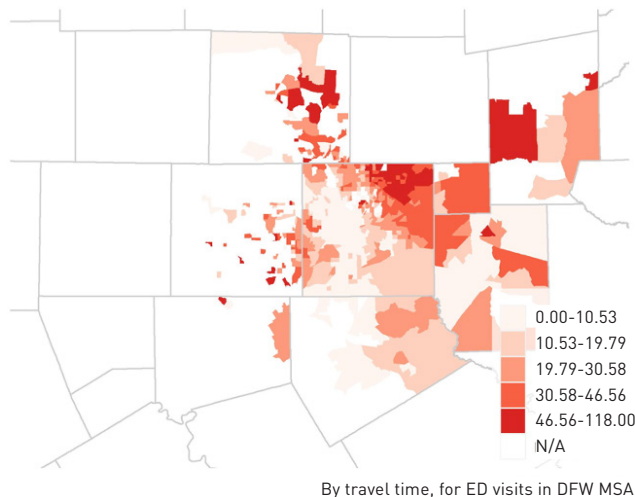 0.00-10.53
10.53-19.79
19.79-30.58
30.58-46.56
46.56-118.00
N/A
By travel time, for ED visits in DFW MSA